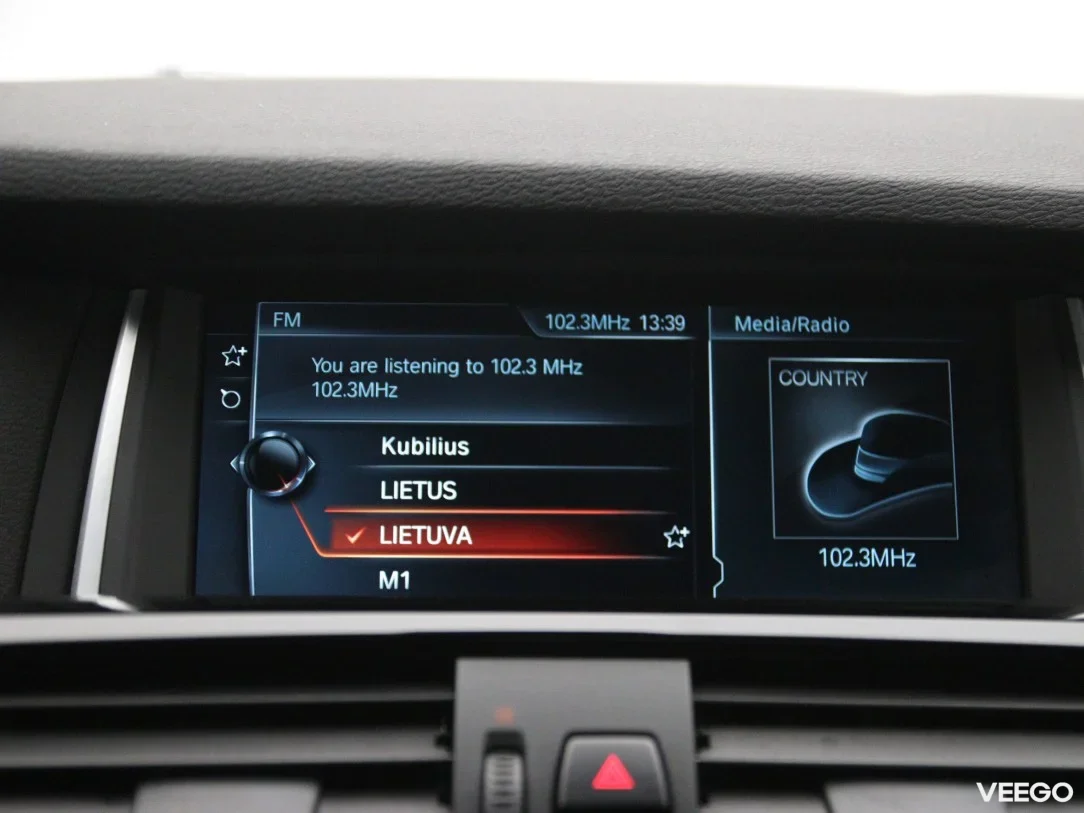 FM
102.3MHz 13:39
Media/Radio
You are listening to 102.3 MHz
102.3MHz
Kubilius
LIETUS
LIETUVA
M1
COUNTRY
102.3MHz
VEEGO